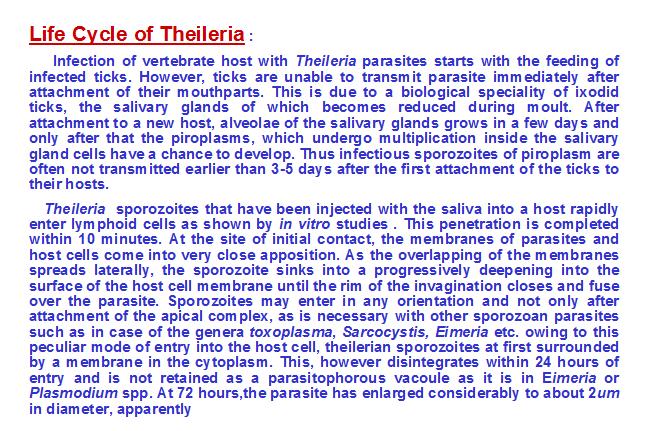 Life Cycle of Theileria :
Infection of vertebrate host with Theileria parasites starts with the feeding of
infected ticks. However, ticks are unable to transmit parasite immediately after
attachment of their mouthparts. This is due to a biological speciality of ixodid
ticks, the salivary glands of which becomes reduced during moult. After
attachment to a new host, alveolae of the salivary glands grows in a few days and
only after that the piroplasms, which undergo multiplication inside the salivary
gland cells have a chance to develop. Thus infectious sporozoites of piroplasm are
often not transmitted earlier than 3-5 days after the first attachment of the ticks to
their hosts.
Theileria sporozoites that have been injected with the saliva into a host rapidly
enter lymphoid cells as shown by in vitro studies . This penetration is completed
within 10 minutes. At the site of initial contact, the membranes of parasites and
host cells come into very close apposition. As the overlapping of the membranes
spreads laterally, the sporozoite sinks into a progressively deepening into the
surface of the host cell membrane until the rim of the invagination closes and fuse
over the parasite. Sporozoites may enter in any orientation and not only after
attachment of the apical complex, as is necessary with other sporozoan parasites
such as in case of the genera toxoplasma, Sarcocystis, Eimeria etc. owing to this
peculiar mode of entry into the host cell, theilerian sporozoites at first surrounded
by a membrane in the cytoplasm. This, however disintegrates within 24 hours of
entry and is not retained as a parasitophorous vacoule as it is in Eimeria or
Plasmodium spp. At 72 hours,the parasite has enlarged considerably to about 2um
in diameter, apparently